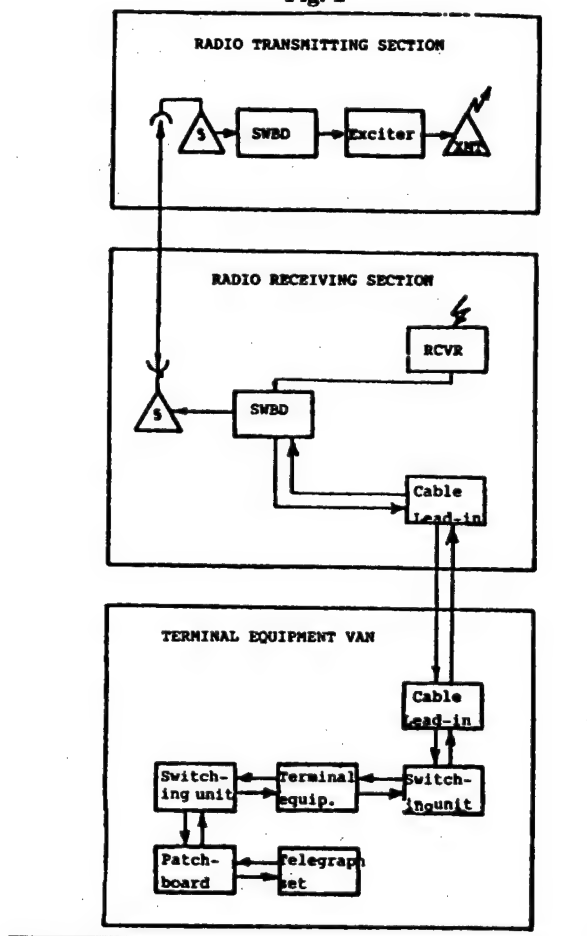 RADIO TRANSMITTING SECTION
S
SWBD
Exciter
XMT
RADIO RECEIVING SECTION
RCVR
SWBD
S
Cable
Lead-in
TERMINAL EQUIPMENT VAN
Cable
Lead-in
Switch-
ing unit
Terminal
equip.
Switch-
ing unit
Patch-
board
Telegraph
set